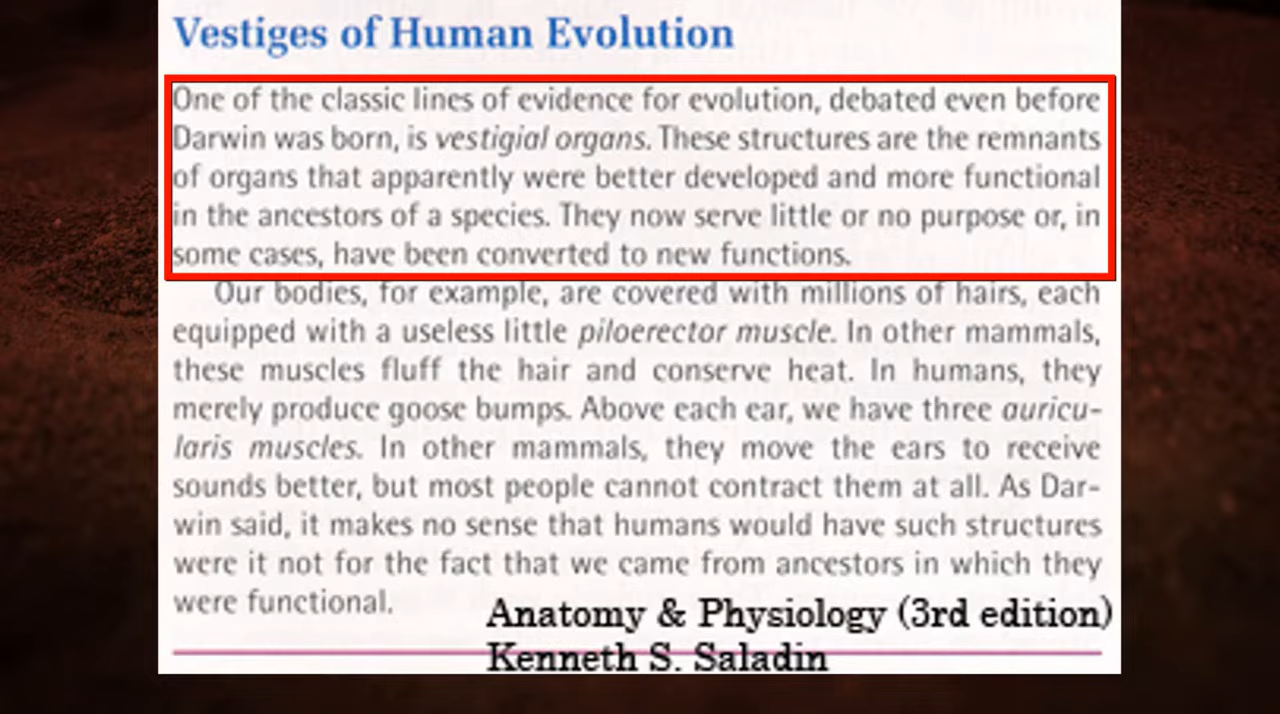 Vestiges of Human Evolution
One of the classic lines of evidence for evolution, debated even before
Darwin was born, is vestigial organs. These structures are the remnants
of organs that apparently were better developed and more functional
in the ancestors of a species. They now serve little or no purpose or, in
some cases, have been converted to new functions.
Our bodies, for example, are covered with millions of hairs, each
equipped with a useless little piloerector muscle. In other mammals,
these muscles fluff the hair and conserve heat. In humans, they
merely produce goose bumps. Above each ear, we have three auricu-
laris muscles. In other mammals, they move the ears to receive
sounds better, but most people cannot contract them at all. As Dar-
win said, it makes no sense that humans would have such structures
were it not for the fact that we came from ancestors in which they
were functional.
Anatomy & Physiology (3rd edition)
Kenneth S. Saladin